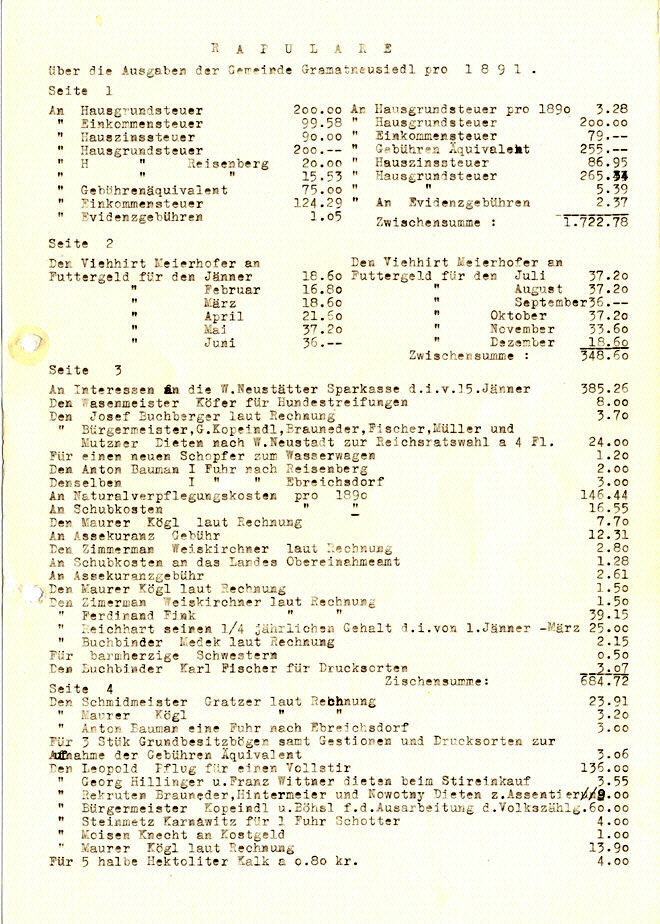 R A P U L A R E
über die Ausgaben der Gemeinde Gramatneusiedl pro 1 8 9 1 .
Seite 1
An Hausgrundsteuer 200.00 An Hausgrundsteuer pro 1890 3.28
" Einkommensteuer 99.58 " Hausgrundsteuer 200.00
" Hauszinssteuer 90.00 " Einkommensteuer 79.--
" Hausgrundsteuer 200.-- " Gebühren Äquivalent 255.--
" H " Reisenberg 20.00 " Hauszinssteuer 86.95
" " " 15.53 " Hausgrundsteuer 265.34
" Gebührenäquivalent 75.00 " " 5.39
" Einkommensteuer 124.29 " An Evidenzgebühren 2.37
" Evidenzgebühren 1.05 Zwischensumme : 1.722.78
Seite 2
Den Viehhirt Meierhofer an Den Viehhirt Meierhofer an
Futtergeld für den Jänner 18.60 Futtergeld für den Juli 37.20
" Februar 16.80 " August 37.20
" März 18.60 " September36.--
" April 21.60 " Oktober 37.20
" Mai 37.20 " November 33.60
" Juni 36.-- " Dezember 18.60
Zwischensumme : 348.60
Seite 3
An Interessen an die W.Neustätter Sparkasse d.i.v.15.Jänner 385.26
Den Wasenmeister Köfer für Hundestreifungen 8.00
Den Josef Buchberger laut Rechnung 3.70
" Bürgermeister,G.Kopeindl,Brauneder,Fischer,Müller und
Mutzner Dieten nach W.Neustadt zur Reichsratswahl a 4 Fl. 24.00
Für einen neuen Schopfer zum Wasserwagen 1.20
Den Anton Bauman I Fuhr nach Reisenberg 2.00
Denselben I " " Ebreichsdorf 3.00
An Naturalverpflegungskosten pro 1890 146.44
An Schubkosten " " 16.55
Den Maurer Kögl laut Rechnung 7.70
An Assekuranz Gebühr 12.31
Den Zimmerman Weiskirchner laut Rechnung 2.80
An Schubkosten an das Landes Obereinahmeamt 1.28
An Assekuranzgebühr 2.61
Den Maurer Kögl laut Rechnung 1.50
Den Zimerman Weiskirchner laut Rechnung 1.50
" Ferdinand Fink " " 39.15
" Reichhart seinen 1/4 jährlichen Gehalt d.i.von 1.Jänner -März 25.00
" Buchbinder Medek laut Rechnung 2.15
Für barmherzige Schwestern 0.50
Den Buchbinder Karl Fischer für Drucksorten 3.07
Zischensumme: 684.72
Seite 4
Den Schmidmeister Gratzer laut Rechnung 23.91
" Maurer Kögl " " 3.20
" Anton Bauman eine Fuhr nach Ebreichsdorf 3.00
Für 3 Stük Grundbesitzbögen samt Gestionen und Drucksorten zur
Aufnahme der Gebühren Äquivalent 3.06
Den Leopold Pflug für einen Vollstir 136.00
" Georg Hillinger u.Franz Wittner dieten beim Stireinkauf 3.55
" Rekruten Brauneder,Hintermeier und Nowotny Dieten z.Assentier 9.00
" Bürgermeister Kopeindl u.Böhsl f.d.Ausarbeitung d.Volkszählg.60.00
" Steinmetz Karnawitz für 1 Fuhr Schotter 4.00
" Moisen Knecht an Kostgeld 1.00
" Maurer Kögl laut Rechnung 13.90
Für 5 halbe Hektoliter Kalk a 0.80 kr. 4.00